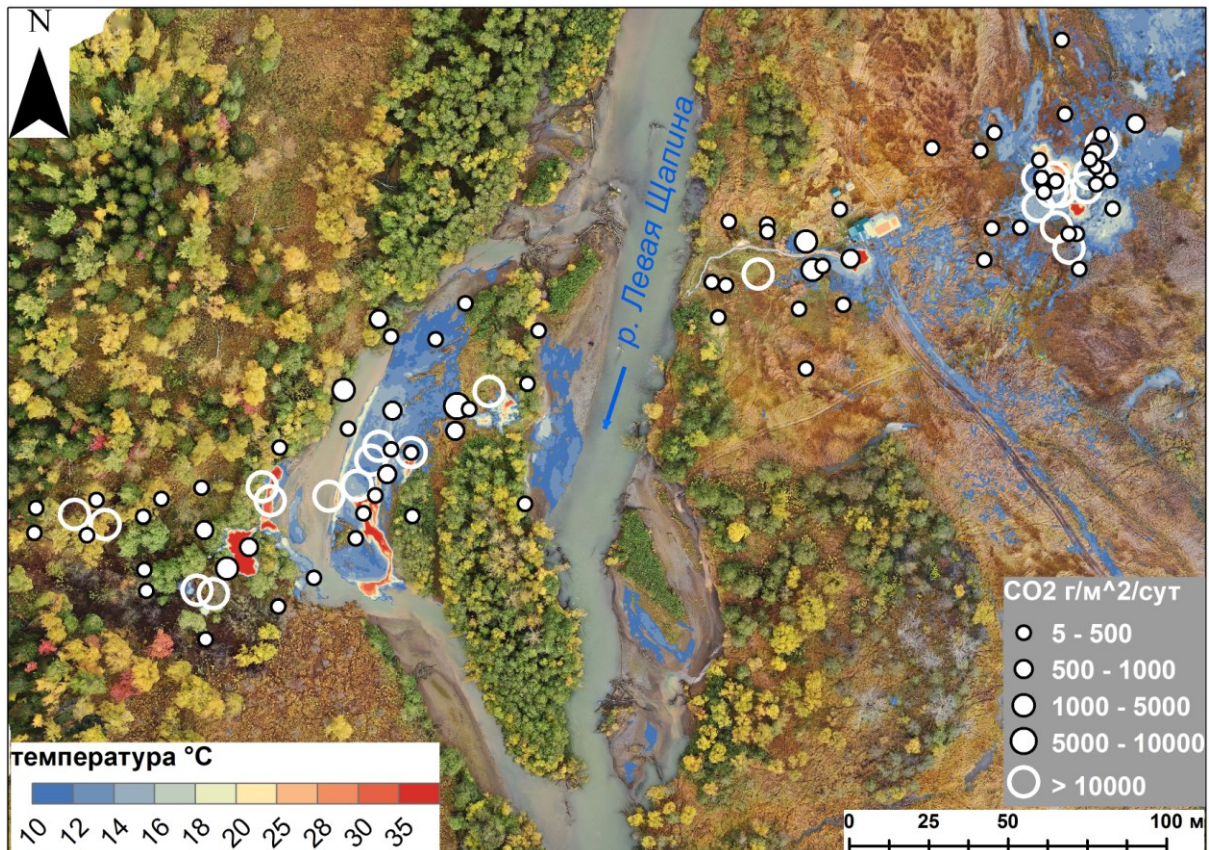 N
р. Левая Щапина
CO2 г/м^2/сут
5 - 500
500 - 1000
1000 - 5000
5000 - 10000
> 10000
температура °C
10 12 14 16 18 20 25 28 30 35
0 25 50 100 м